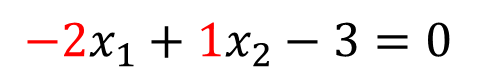 −2x₁ + 1x₂ − 3 = 0